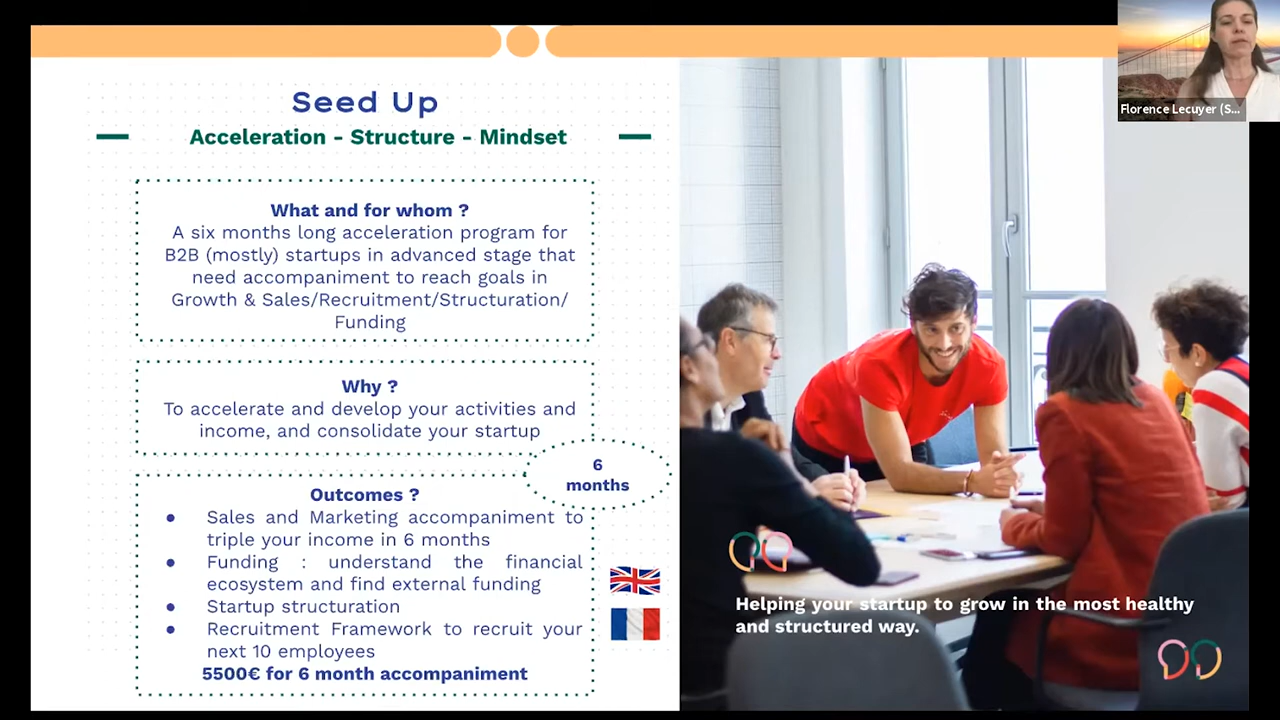 Seed Up
Acceleration - Structure - Mindset
What and for whom ?
A six months long acceleration program for
B2B (mostly) startups in advanced stage that
need accompaniment to reach goals in
Growth & Sales/Recruitment/Structuration/
Funding
Why ?
To accelerate and develop your activities and
income, and consolidate your startup
6
months
Outcomes ?
● Sales and Marketing accompaniment to
triple your income in 6 months
● Funding : understand the financial
ecosystem and find external funding
● Startup structuration
● Recruitment Framework to recruit your
next 10 employees
5500€ for 6 month accompaniment
Helping your startup to grow in the most healthy
and structured way.
Florence Lecuyer (S...